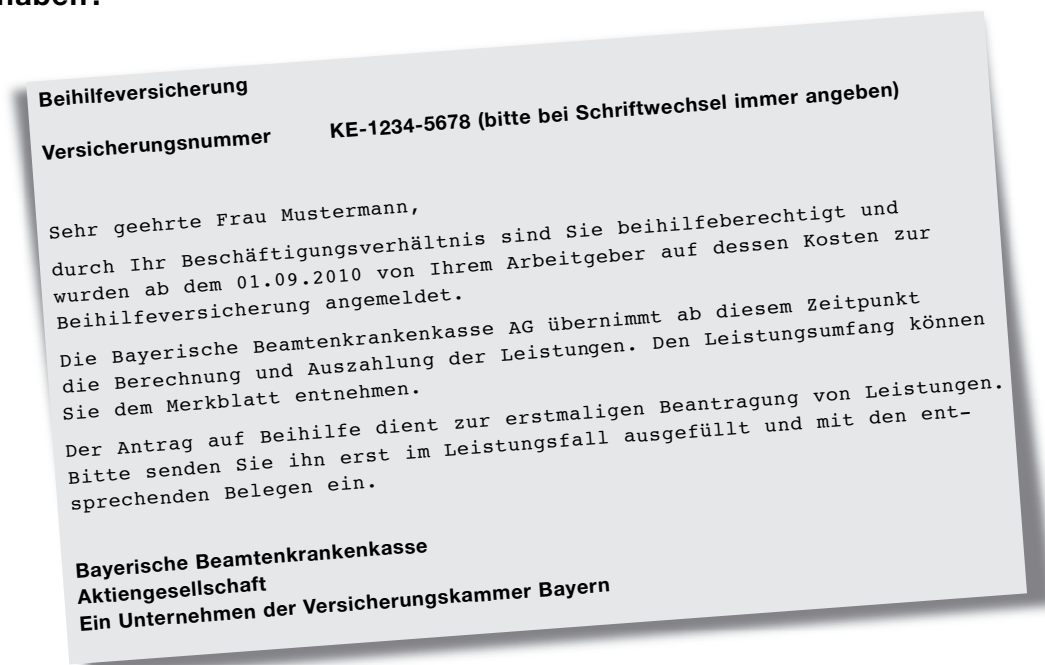 haben?
Beihilfeversicherung
Versicherungsnummer KE-1234-5678 (bitte bei Schriftwechsel immer angeben)
Sehr geehrte Frau Mustermann,
durch Ihr Beschäftigungsverhältnis sind Sie beihilfeberechtigt und
wurden ab dem 01.09.2010 von Ihrem Arbeitgeber auf dessen Kosten zur
Beihilfeversicherung angemeldet.
Die Bayerische Beamtenkrankenkasse AG übernimmt ab diesem Zeitpunkt
die Berechnung und Auszahlung der Leistungen. Den Leistungsumfang können
Sie dem Merkblatt entnehmen.
Der Antrag auf Beihilfe dient zur erstmaligen Beantragung von Leistungen.
Bitte senden Sie ihn erst im Leistungsfall ausgefüllt und mit den ent-
sprechenden Belegen ein.
Bayerische Beamtenkrankenkasse
Aktiengesellschaft
Ein Unternehmen der Versicherungskammer Bayern